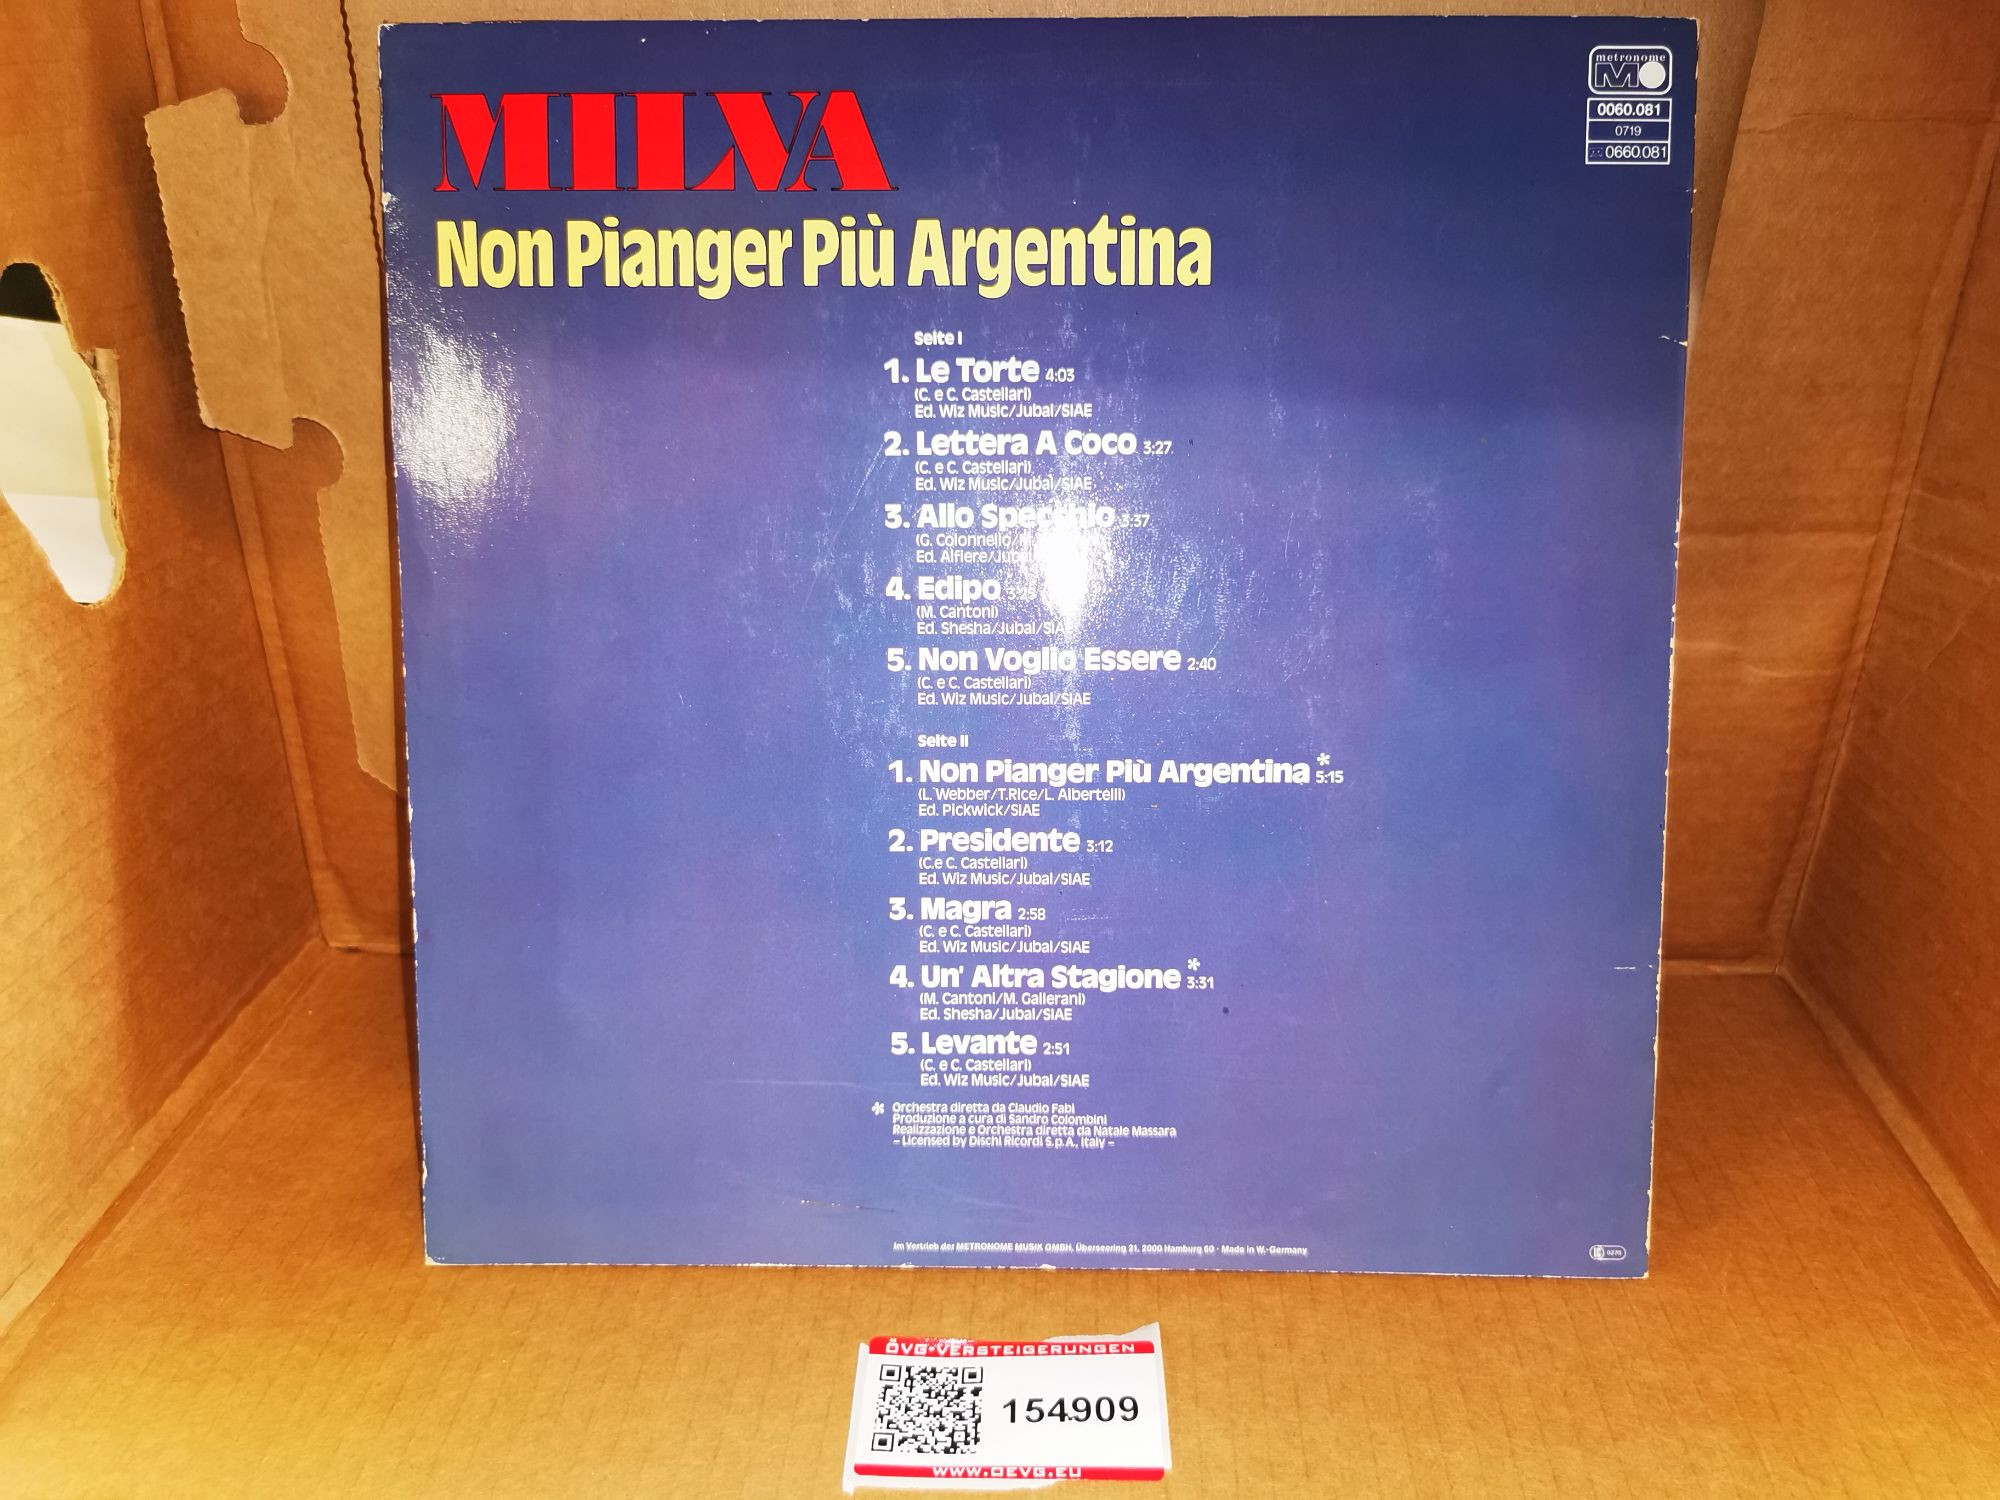 MILVA
Non Pianger Più Argentina
metronome
0060.081
0719
0660.081
Seite I
1. Le Torte 4:03
(C. e C. Castellari)
Ed. Wiz Music/Jubal/SIAE
2. Lettera A Coco 3:27
(C. e C. Castellari)
Ed. Wiz Music/Jubal/SIAE
3. Allo Specchio 3:37
(G. Colonnello/
Ed. Alfiere/
4. Edipo
(M. Cantoni)
Ed. Shesha/Jubal/SIA
5. Non Voglio Essere 2:40
(C. e C. Castellari)
Ed. Wiz Music/Jubal/SIAE
Seite II
1. Non Pianger Più Argentina * 5:15
(L. Webber/T.Rice/L. Albertelli)
Ed. Pickwick/SIAE
2. Presidente 3:12
(C.e C. Castellari)
Ed. Wiz Music/Jubal/SIAE
3. Magra 2:58
(C. e C. Castellari)
Ed. Wiz Music/Jubal/SIAE
4. Un' Altra Stagione * 3:31
(M. Cantoni/M. Gallerani)
Ed. Shesha/Jubal/SIAE
5. Levante 2:51
(C. e C. Castellari)
Ed. Wiz Music/Jubal/SIAE
* Orchestra diretta da Claudio Fabi
Produzione a cura di Sandro Colombini
Realizzazione e Orchestra diretta da Natale Massara
– Licensed by Dischi Ricordi S.p.A., Italy –
Im Vertrieb der METRONOME MUSIK GMBH, Überseering 21, 2000 Hamburg 60 · Made in W.-Germany
LC 0270
ÖVG-VERSTEIGERUNGEN
154909
WWW.OEVG.EU